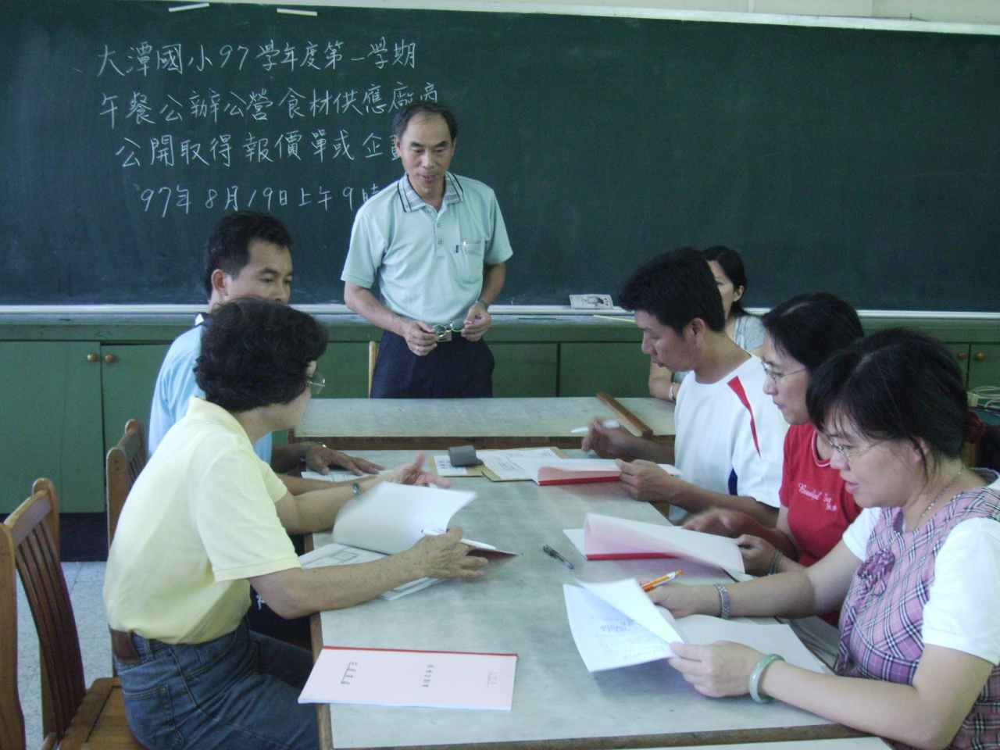 大潭國小97學年度第一學期
午餐公辦公營食材供應廠商
公開取得報價單或企
97年8月19日上午9時
Beautiful